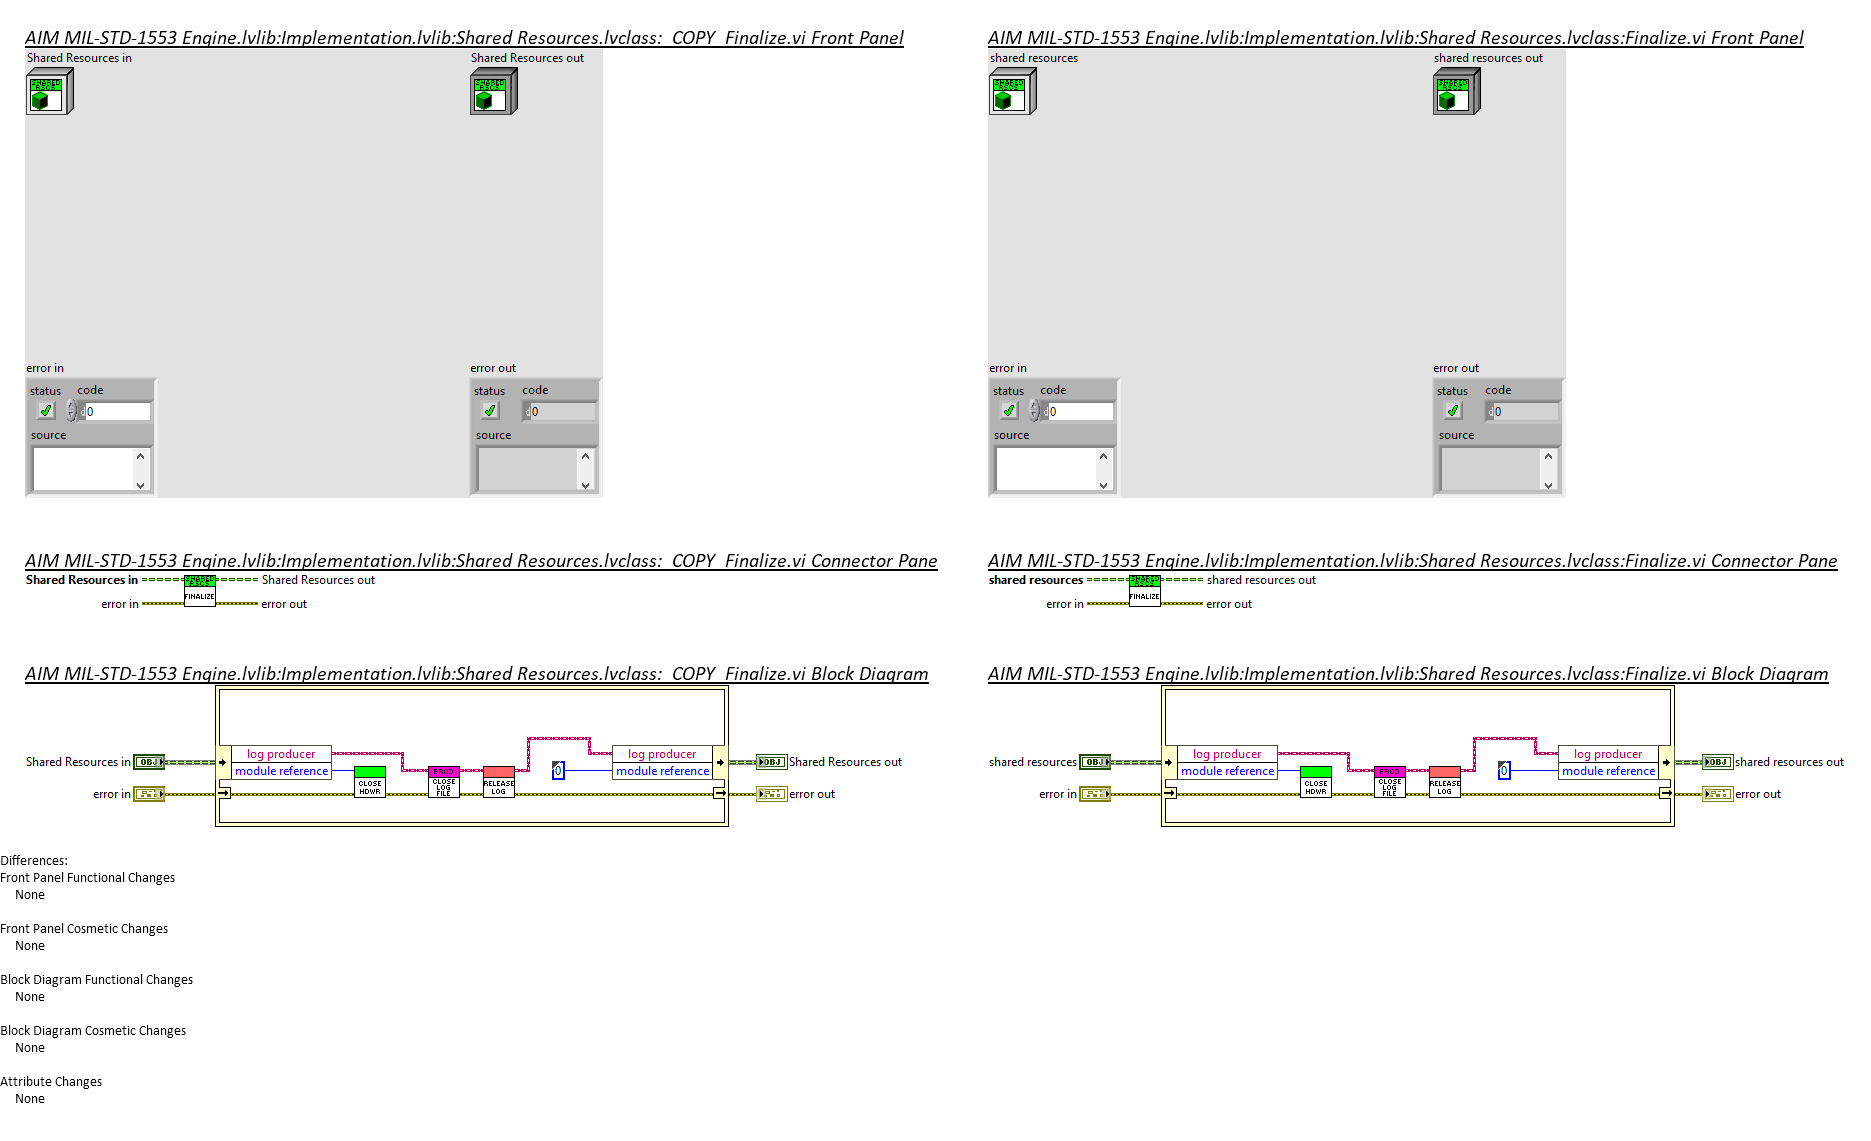 AIM MIL-STD-1553 Engine.lvlib:Implementation.lvlib:Shared Resources.lvclass:_COPY_Finalize.vi Front Panel
Shared Resources in
Shared Resources out
SHARED
RSCS
SHARED
RSCS
error in
status
code
d
0
source
error out
status
code
d
0
source
AIM MIL-STD-1553 Engine.lvlib:Implementation.lvlib:Shared Resources.lvclass:Finalize.vi Front Panel
shared resources
shared resources out
SHARED
RSCS
SHARED
RSCS
error in
status
code
d
0
source
error out
status
code
d
0
source
AIM MIL-STD-1553 Engine.lvlib:Implementation.lvlib:Shared Resources.lvclass:_COPY_Finalize.vi Connector Pane
Shared Resources in
SHARED
RSCS
FINALIZE
Shared Resources out
error in
error out
AIM MIL-STD-1553 Engine.lvlib:Implementation.lvlib:Shared Resources.lvclass:Finalize.vi Connector Pane
shared resources
SHARED
RSCS
FINALIZE
shared resources out
error in
error out
AIM MIL-STD-1553 Engine.lvlib:Implementation.lvlib:Shared Resources.lvclass:_COPY_Finalize.vi Block Diagram
Shared Resources in
OBJ
log producer
module reference
CLOSE
HDWR
PROD
CLOSE
LOG
FILE
RELEASE
LOG
0
log producer
module reference
OBJ
Shared Resources out
error in
error out
AIM MIL-STD-1553 Engine.lvlib:Implementation.lvlib:Shared Resources.lvclass:Finalize.vi Block Diagram
shared resources
OBJ
log producer
module reference
CLOSE
HDWR
PROD
CLOSE
LOG
FILE
RELEASE
LOG
0
log producer
module reference
OBJ
shared resources out
error in
error out
Differences:
Front Panel Functional Changes
None
Front Panel Cosmetic Changes
None
Block Diagram Functional Changes
None
Block Diagram Cosmetic Changes
None
Attribute Changes
None